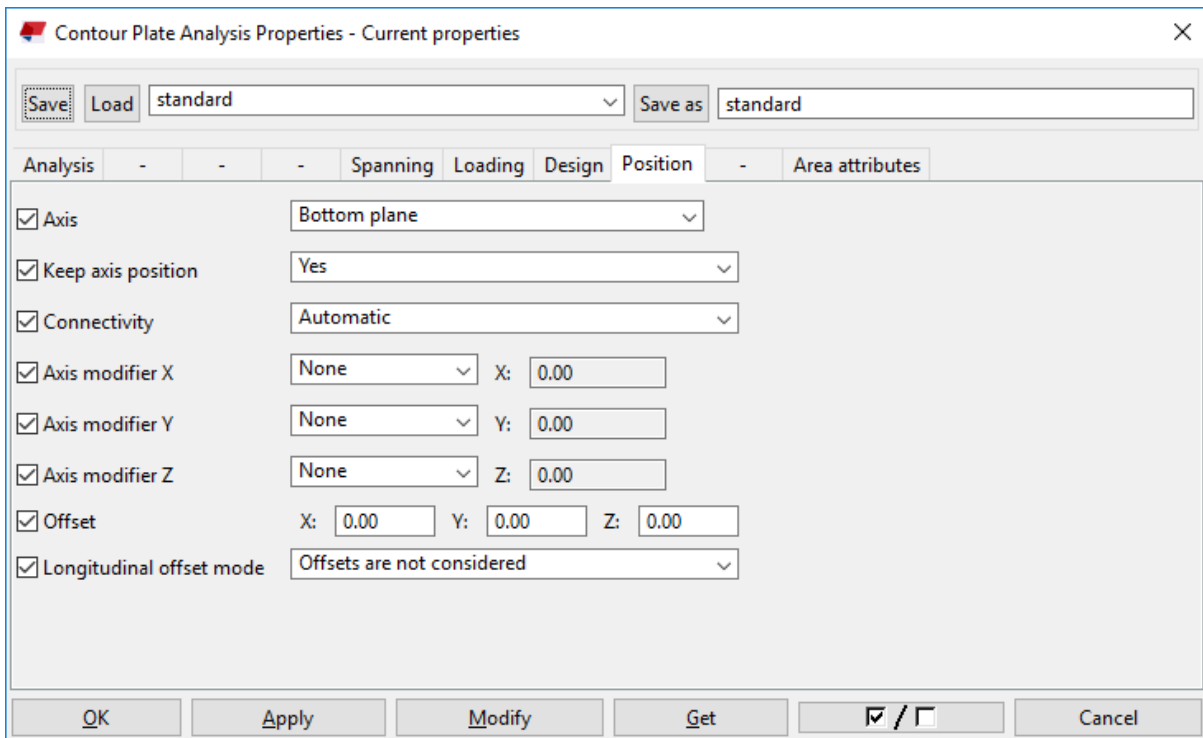 Contour Plate Analysis Properties - Current properties
Save Load standard Save as standard
Analysis - - - Spanning Loading Design Position - Area attributes
Axis Bottom plane
Keep axis position Yes
Connectivity Automatic
Axis modifier X None X: 0.00
Axis modifier Y None Y: 0.00
Axis modifier Z None Z: 0.00
Offset X: 0.00 Y: 0.00 Z: 0.00
Longitudinal offset mode Offsets are not considered
OK Apply Modify Get / Cancel